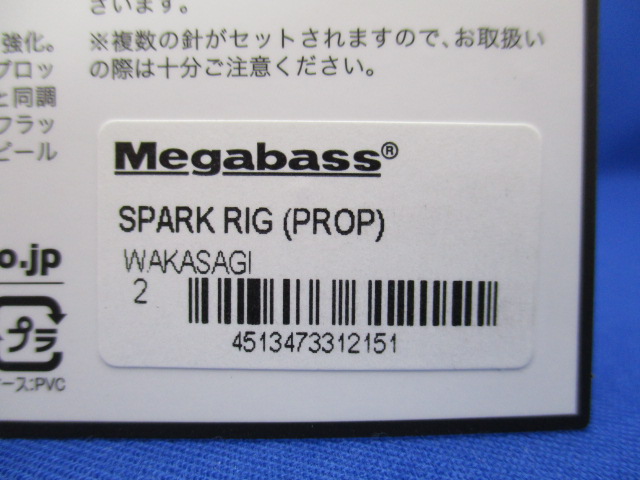 さいます。
強化。
※複数の針がセットされますので、お取扱い
ブロッ
の際は十分ご注意ください。
と同調
フラッ
ピール
Megabass®
SPARK RIG (PROP)
WAKASAGI
2
4513473312151
o.jp
プラ
ース:PVC